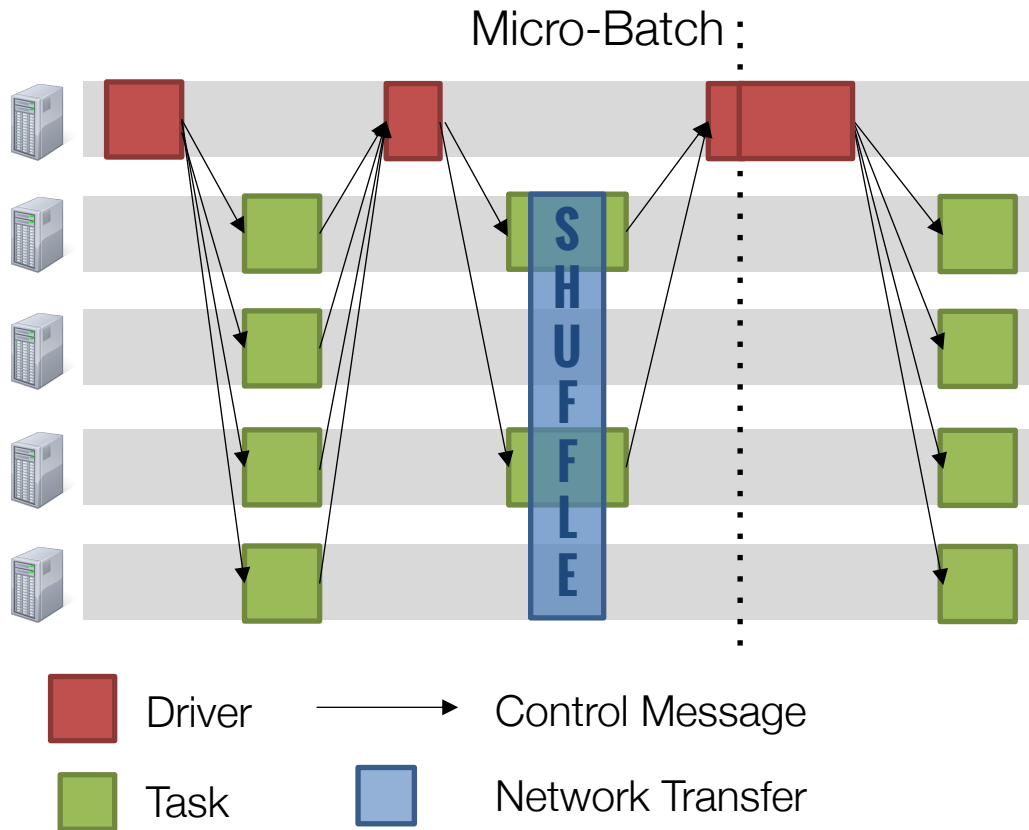 Micro-Batch
SHUFFLE
Driver
Control Message
Task
Network Transfer